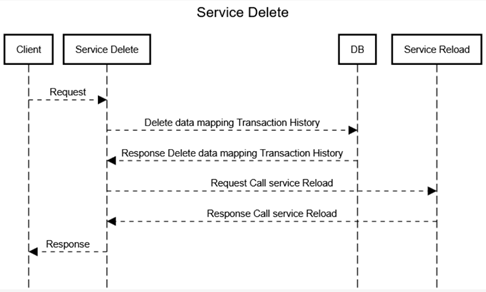 Service Delete
Client
Service Delete
DB
Service Reload
Request
Delete data mapping Transaction History
Response Delete data mapping Transaction History
Request Call service Reload
Response Call service Reload
Response